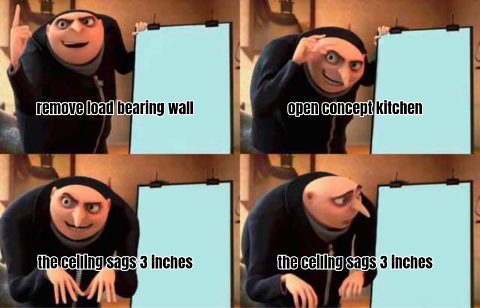 remove load bearing wall
open concept kitchen
the ceiling sags 3 inches
the ceiling sags 3 inches